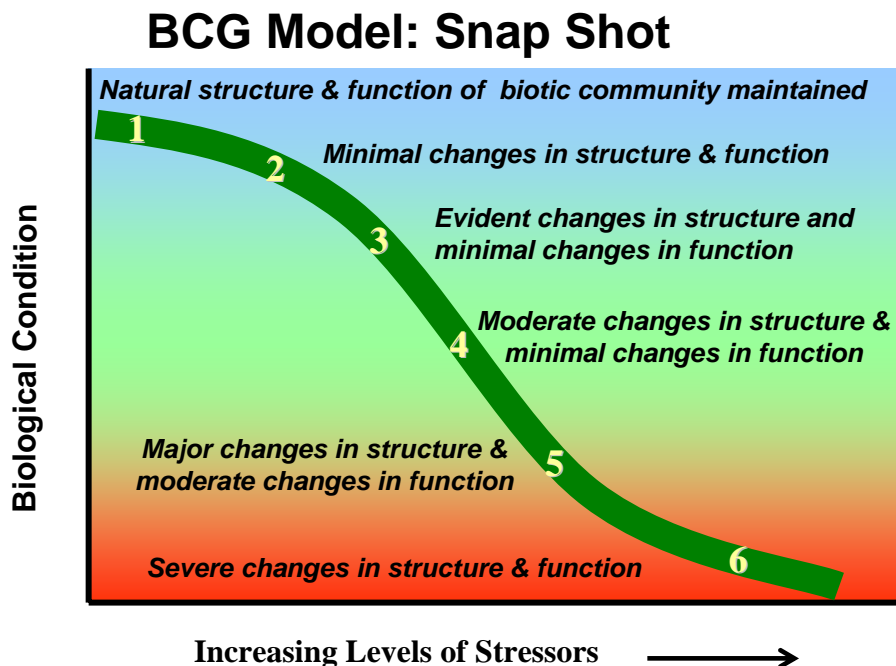 BCG Model: Snap Shot
Natural structure & function of biotic community maintained
1
Minimal changes in structure & function
2
Evident changes in structure and
minimal changes in function
3
Moderate changes in structure &
minimal changes in function
4
Major changes in structure &
moderate changes in function
5
Severe changes in structure & function
6
Biological Condition
Increasing Levels of Stressors